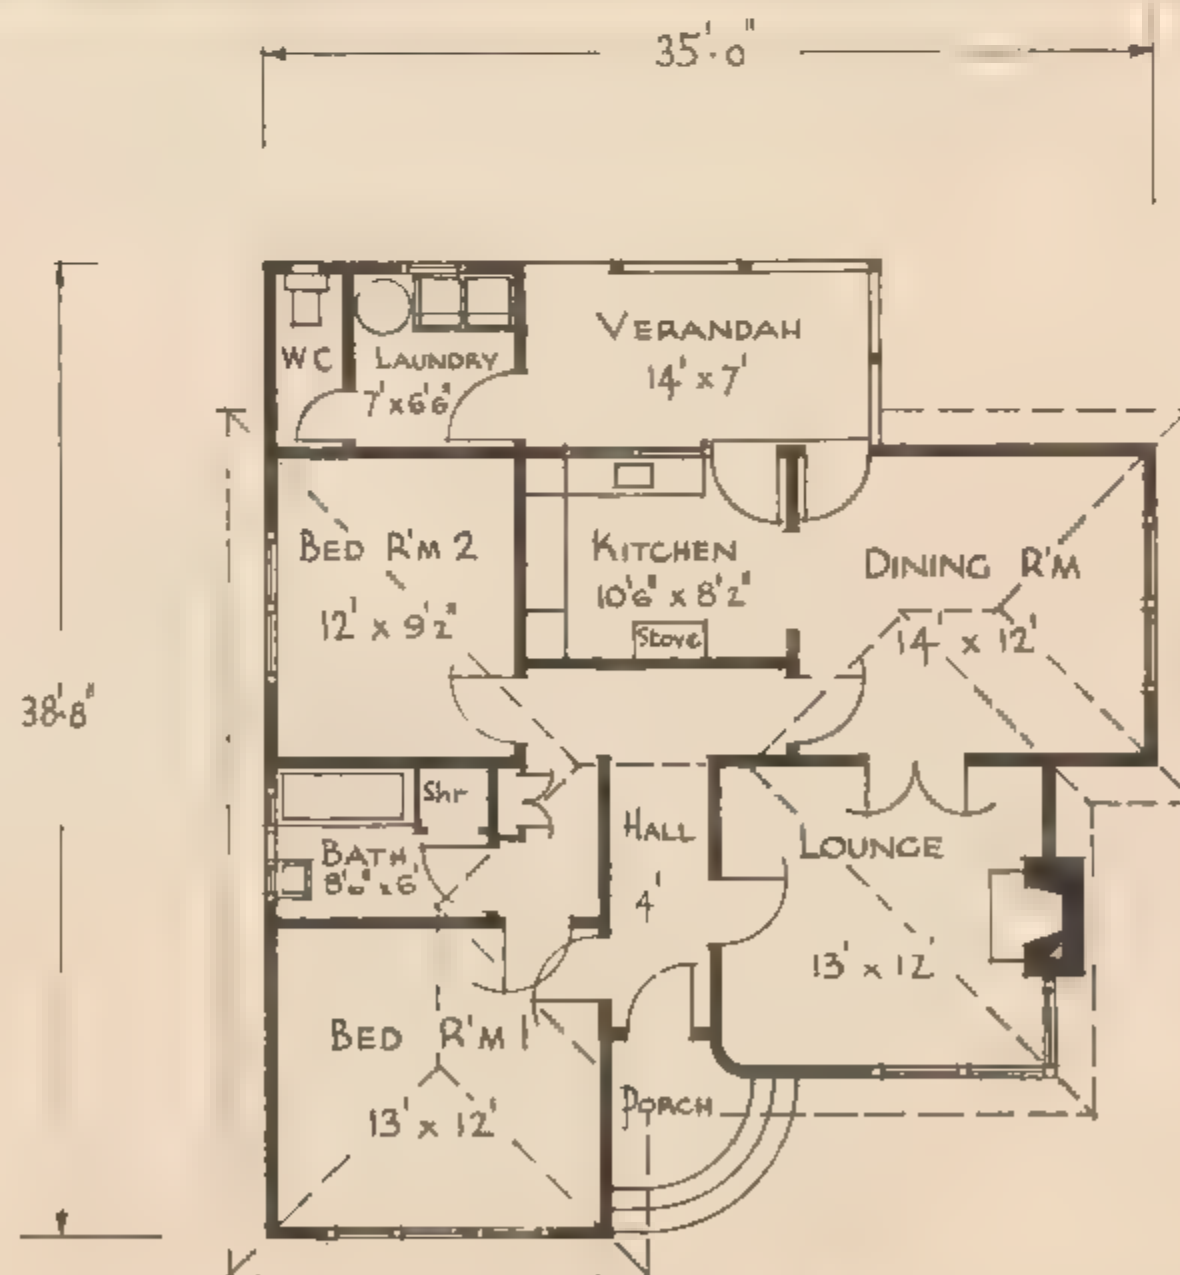 35'·0"
VERANDAH
14' x 7'
WC
LAUNDRY
7' x 6'6"
BED R'M 2
12' x 9'2"
KITCHEN
10'6" x 8'2"
Stove
DINING R'M
14' x 12'
38'·8"
Shr
BATH
8'6" x 6'
HALL
4'
LOUNGE
13' x 12'
BED R'M 1
13' x 12'
PORCH